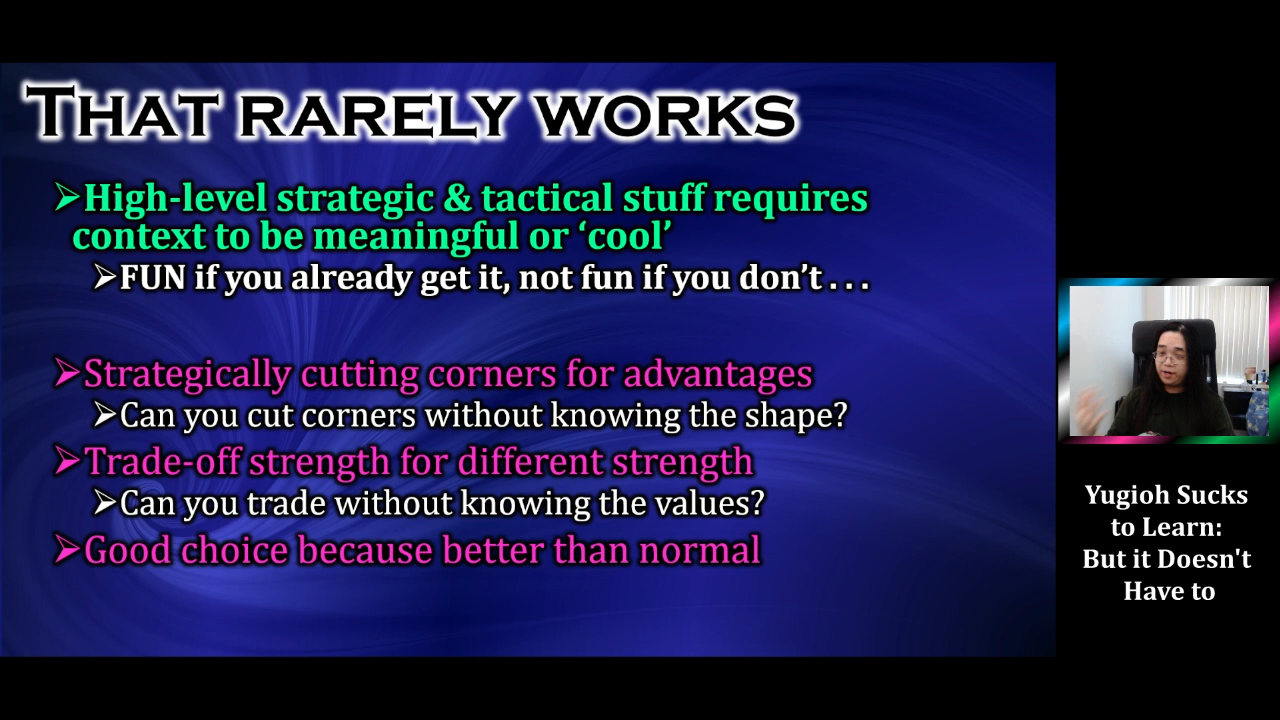 THAT RARELY WORKS
➢High-level strategic & tactical stuff requires
context to be meaningful or ‘cool’
➢FUN if you already get it, not fun if you don’t . . .
➢Strategically cutting corners for advantages
➢Can you cut corners without knowing the shape?
➢Trade-off strength for different strength
➢Can you trade without knowing the values?
➢Good choice because better than normal
Yugioh Sucks
to Learn:
But it Doesn't
Have to